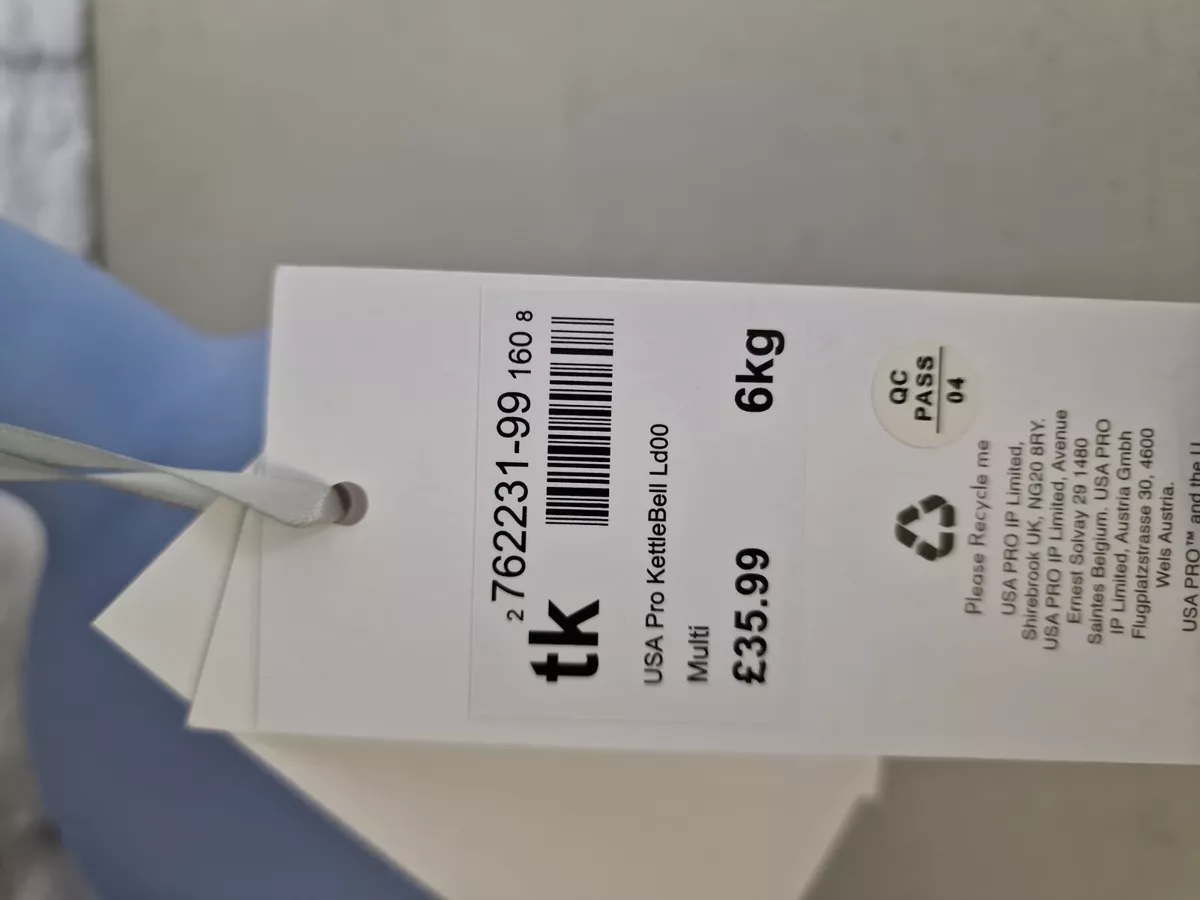 2 762231-99 160 8
tk
USA Pro KettleBell Ld00
Multi
£35.99 6kg
QC
PASS
04
Please Recycle me
USA PRO IP Limited,
Shirebrook UK, NG20 8RY.
USA PRO IP Limited, Avenue
Ernest Solvay 29 1480
Saintes Belgium. USA PRO
IP Limited, Austria Gmbh
Flugplatzstrasse 30, 4600
Wels Austria.
USA PRO™ and the